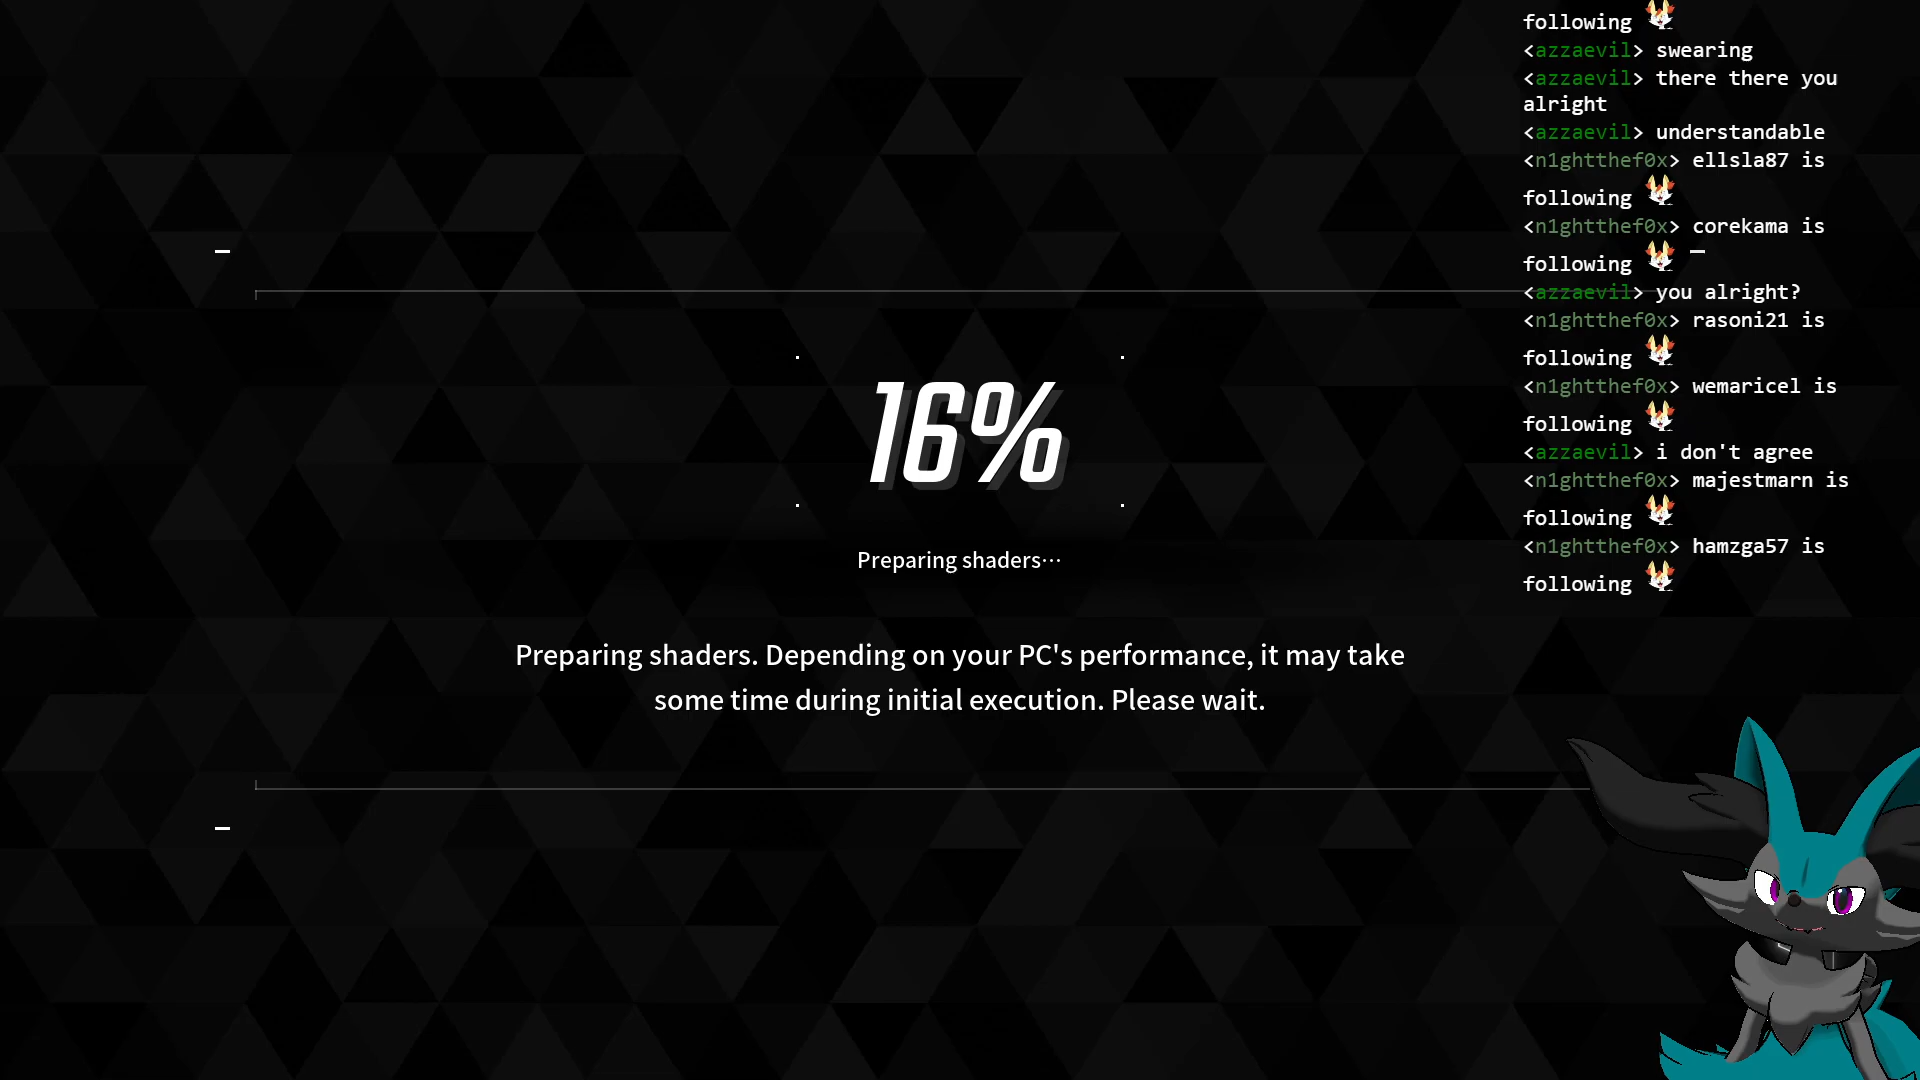 16%
Preparing shaders…
Preparing shaders. Depending on your PC's performance, it may take
some time during initial execution. Please wait.
following
<azzaevil> swearing
<azzaevil> there there you
alright
<azzaevil> understandable
<n1ghtthef0x> ellsla87 is
following
<n1ghtthef0x> corekama is
following
<azzaevil> you alright?
<n1ghtthef0x> rasoni21 is
following
<n1ghtthef0x> wemaricel is
following
<azzaevil> i don't agree
<n1ghtthef0x> majestmarn is
following
<n1ghtthef0x> hamzga57 is
following